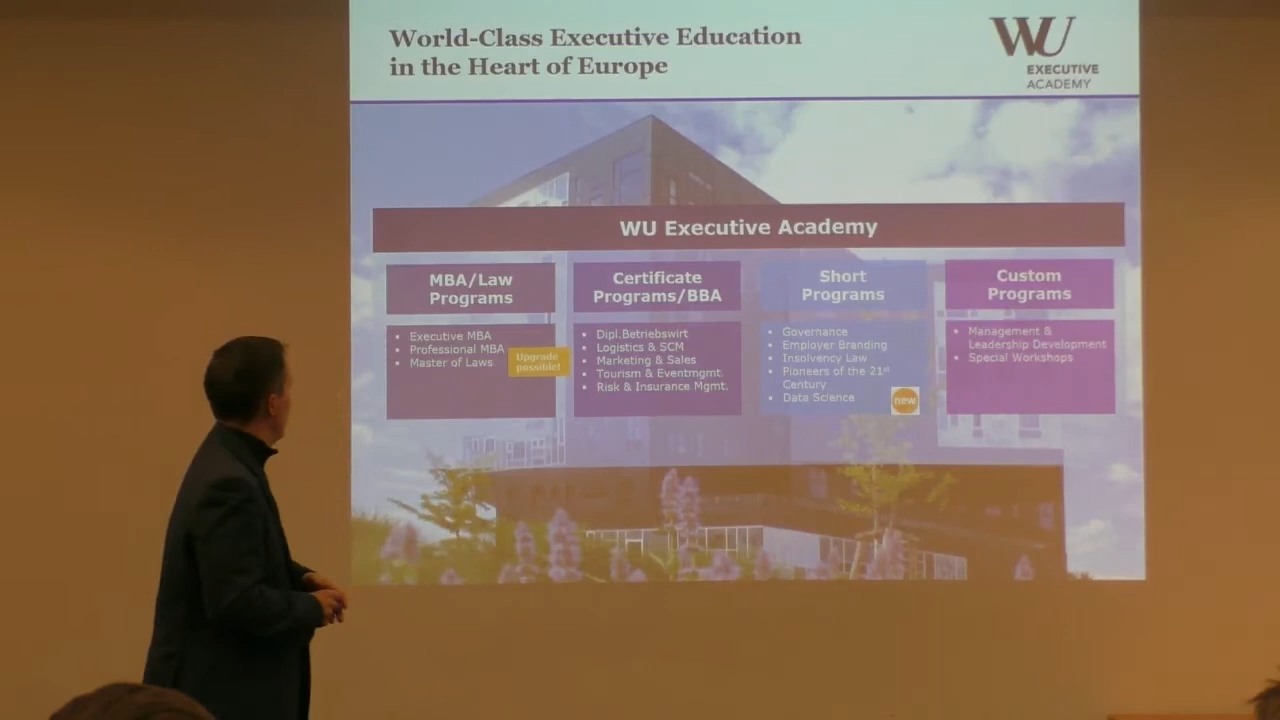 World-Class Executive Education
in the Heart of Europe
WU
EXECUTIVE
ACADEMY
WU Executive Academy
MBA/Law
Programs
• Executive MBA
• Professional MBA
• Master of Laws
Upgrade
possible!
Certificate
Programs/BBA
• Dipl.Betriebswirt
• Logistics & SCM
• Marketing & Sales
• Tourism & Eventmgmt.
• Risk & Insurance Mgmt.
Short
Programs
• Governance
• Employer Branding
• Insolvency Law
• Pioneers of the 21st
Century
• Data Science
new
Custom
Programs
• Management &
Leadership Development
• Special Workshops